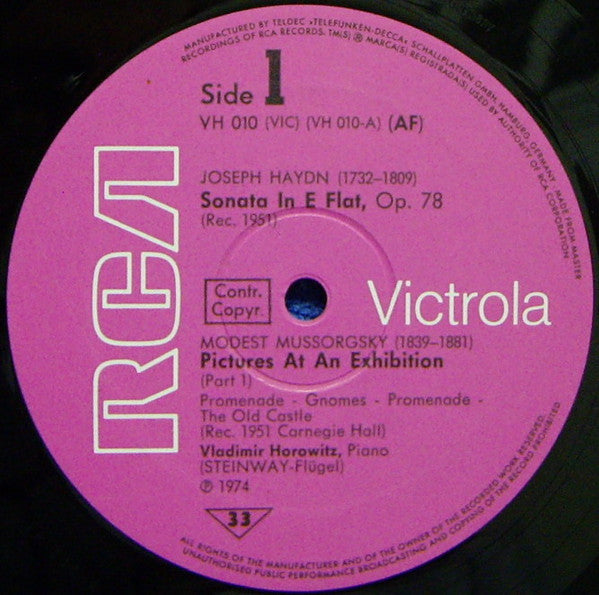 MANUFACTURED BY TELDEC »TELEFUNKEN-DECCA« SCHALLPLATTEN GMBH, HAMBURG, GERMANY. MADE FROM MASTER
RECORDINGS OF RCA RECORDS. TM(S) ® MARCA(S) REGISTRADA(S) USED BY AUTHORITY OF RCA CORPORATION
Side 1
VH 010 (VIC) (VH 010-A) (AF)
JOSEPH HAYDN (1732–1809)
Sonata In E Flat, Op. 78
(Rec. 1951)
RCA
Contr.
Copyr.
Victrola
MODEST MUSSORGSKY (1839–1881)
Pictures At An Exhibition
(Part 1)
Promenade - Gnomes - Promenade -
The Old Castle
(Rec. 1951 Carnegie Hall)
Vladimir Horowitz, Piano
(STEINWAY-Flügel)
℗ 1974
33
ALL RIGHTS OF THE MANUFACTURER AND OF THE OWNER OF THE RECORDED WORK RESERVED.
UNAUTHORISED PUBLIC PERFORMANCE BROADCASTING AND COPYING OF THE RECORD PROHIBITED